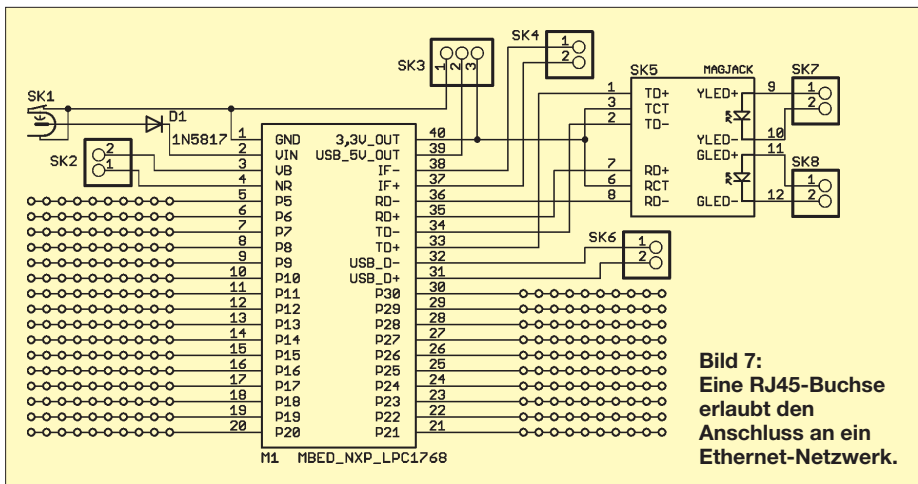 SK1
D1
1N5817
SK2
2
1
SK3
1
2
3
SK4
1
2
SK5
MAGJACK
1 TD+
3 TCT
2 TD-
7 RD+
6 RCT
8 RD-
YLED+ 9
YLED- 10
GLED+ 11
GLED- 12
SK7
1
2
SK8
1
2
SK6
1
2
1 GND
2 VIN
3 VB
4 NR
5 P5
6 P6
7 P7
8 P8
9 P9
10 P10
11 P11
12 P12
13 P13
14 P14
15 P15
16 P16
17 P17
18 P18
19 P19
20 P20
3,3V_OUT 40
USB_5V_OUT 39
IF- 38
IF+ 37
RD- 36
RD+ 35
TD- 34
TD+ 33
USB_D- 32
USB_D+ 31
P30 30
P29 29
P28 28
P27 27
P26 26
P25 25
P24 24
P23 23
P22 22
P21 21
M1 MBED_NXP_LPC1768
Bild 7:
Eine RJ45-Buchse
erlaubt den
Anschluss an ein
Ethernet-Netzwerk.